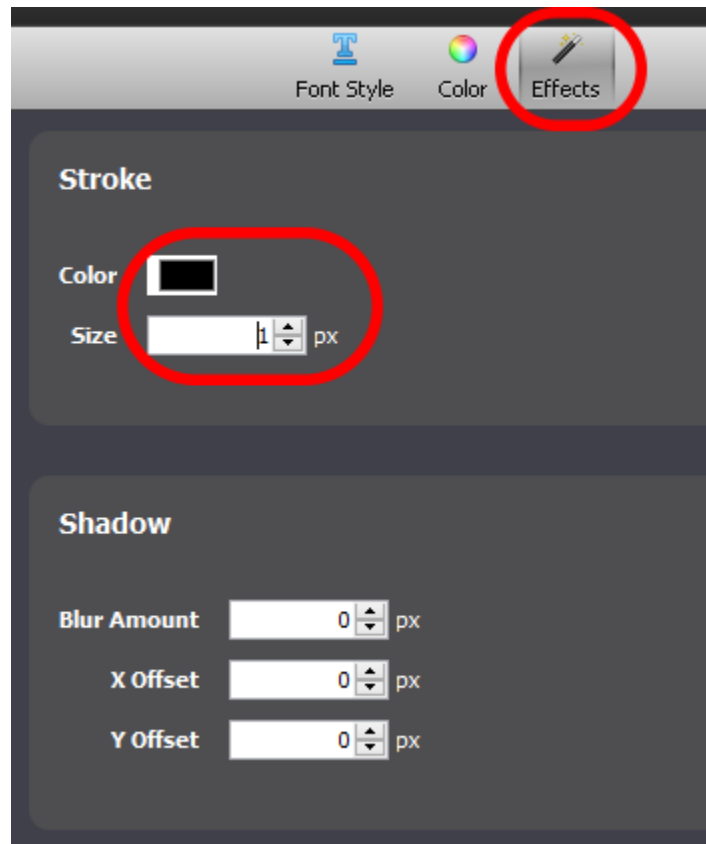 Font Style Color Effects
Stroke
Color
Size 1 px
Shadow
Blur Amount 0 px
X Offset 0 px
Y Offset 0 px